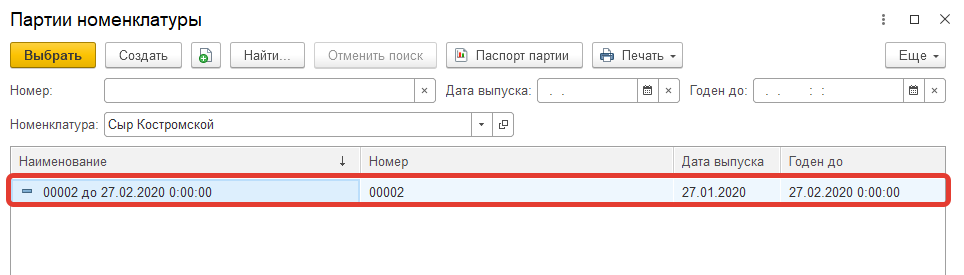 Партии номенклатуры
Выбрать Создать Найти... Отменить поиск Паспорт партии Печать Еще
Номер: Дата выпуска: . . Годен до: . . : :
Номенклатура: Сыр Костромской
Наименование ↓ Номер Дата выпуска Годен до
00002 до 27.02.2020 0:00:00 00002 27.01.2020 27.02.2020 0:00:00